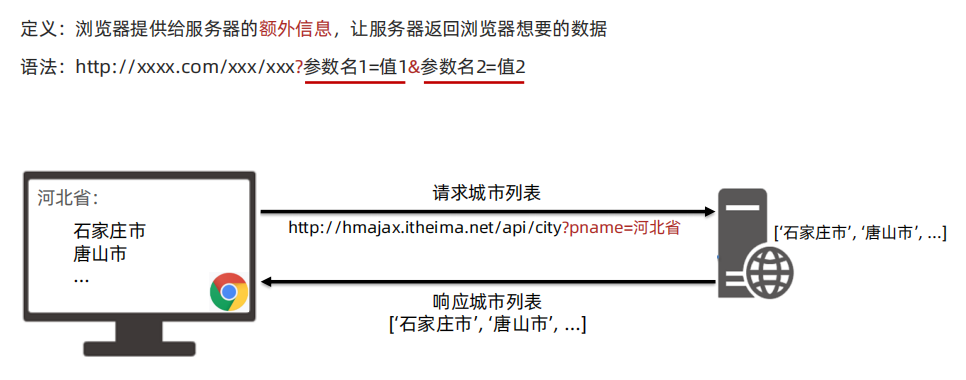 定义：浏览器提供给服务器的额外信息，让服务器返回浏览器想要的数据
语法：http://xxxx.com/xxx/xxx?参数名1=值1&参数名2=值2
河北省：
石家庄市
唐山市
...
请求城市列表
http://hmajax.itheima.net/api/city?pname=河北省
['石家庄市', '唐山市', ...]
响应城市列表
['石家庄市', '唐山市', ...]